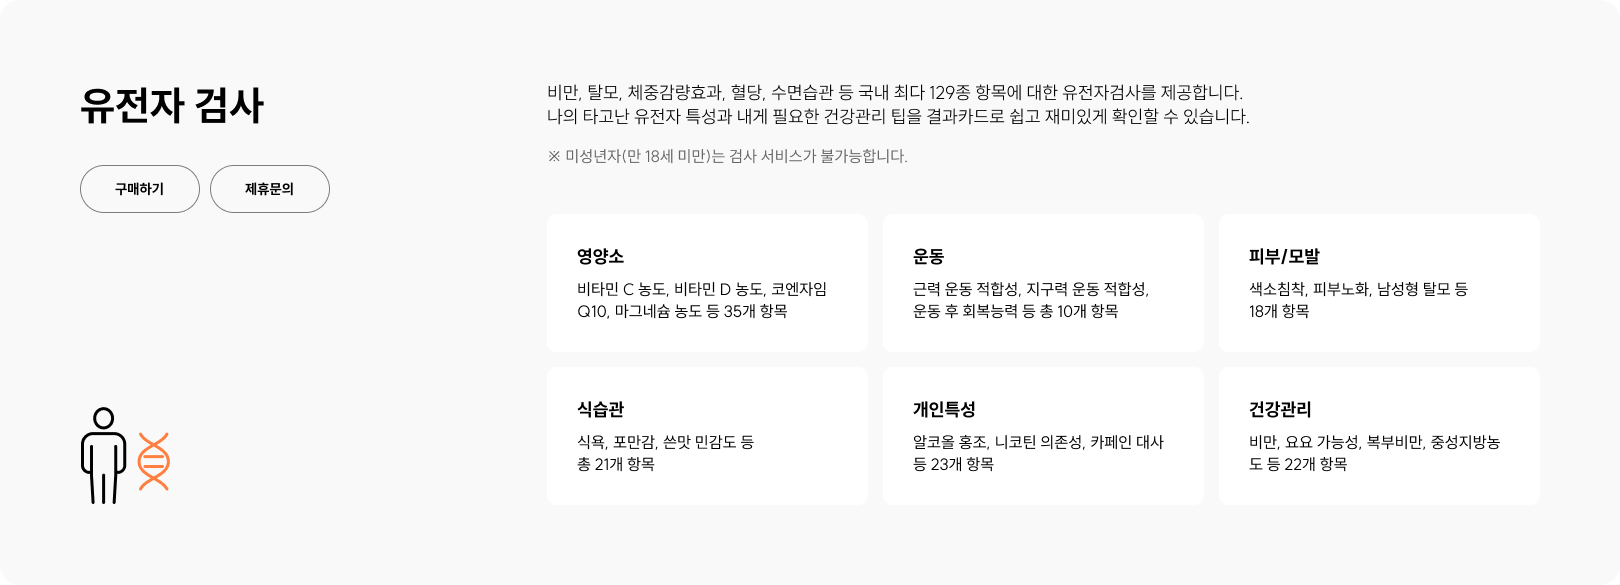 유전자 검사
구매하기
제휴문의
비만, 탈모, 체중감량효과, 혈당, 수면습관 등 국내 최다 129종 항목에 대한 유전자검사를 제공합니다.
나의 타고난 유전자 특성과 내게 필요한 건강관리 팁을 결과카드로 쉽고 재미있게 확인할 수 있습니다.
※ 미성년자(만 18세 미만)는 검사 서비스가 불가능합니다.
영양소
비타민 C 농도, 비타민 D 농도, 코엔자임
Q10, 마그네슘 농도 등 35개 항목
운동
근력 운동 적합성, 지구력 운동 적합성,
운동 후 회복능력 등 총 10개 항목
피부/모발
색소침착, 피부노화, 남성형 탈모 등
18개 항목
식습관
식욕, 포만감, 쓴맛 민감도 등
총 21개 항목
개인특성
알코올 홍조, 니코틴 의존성, 카페인 대사
등 23개 항목
건강관리
비만, 요요 가능성, 복부비만, 중성지방농
도 등 22개 항목